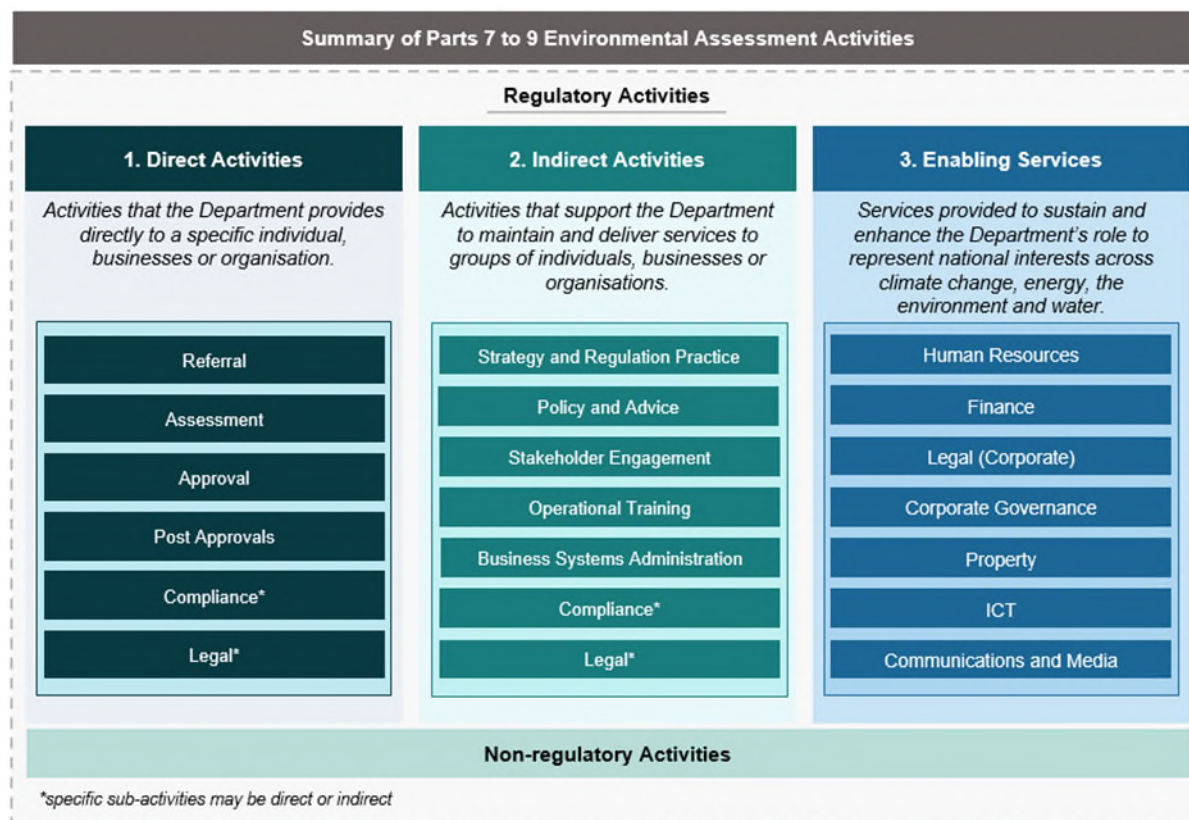 Summary of Parts 7 to 9 Environmental Assessment Activities
Regulatory Activities
1. Direct Activities
Activities that the Department provides
directly to a specific individual,
businesses or organisation.
Referral
Assessment
Approval
Post Approvals
Compliance*
Legal*
2. Indirect Activities
Activities that support the Department
to maintain and deliver services to
groups of individuals, businesses or
organisations.
Strategy and Regulation Practice
Policy and Advice
Stakeholder Engagement
Operational Training
Business Systems Administration
Compliance*
Legal*
3. Enabling Services
Services provided to sustain and
enhance the Department's role to
represent national interests across
climate change, energy, the
environment and water.
Human Resources
Finance
Legal (Corporate)
Corporate Governance
Property
ICT
Communications and Media
Non-regulatory Activities
*specific sub-activities may be direct or indirect